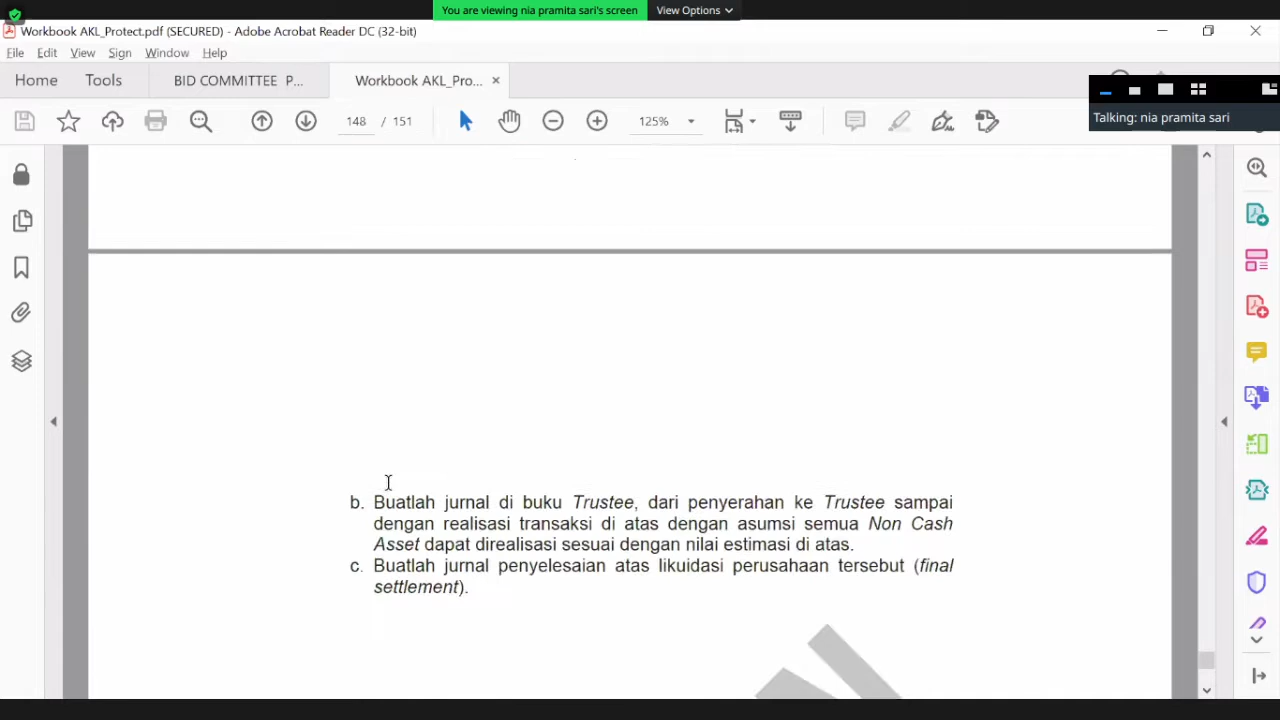 You are viewing nia pramita sari's screen
View Options
Workbook AKL_Protect.pdf (SECURED) - Adobe Acrobat Reader DC (32-bit)
File Edit View Sign Window Help
Home Tools BID COMMITTEE P... Workbook AKL_Pro... ×
148 / 151 125%
Talking: nia pramita sari
b. Buatlah jurnal di buku Trustee, dari penyerahan ke Trustee sampai
dengan realisasi transaksi di atas dengan asumsi semua Non Cash
Asset dapat direalisasi sesuai dengan nilai estimasi di atas.
c. Buatlah jurnal penyelesaian atas likuidasi perusahaan tersebut (final
settlement).